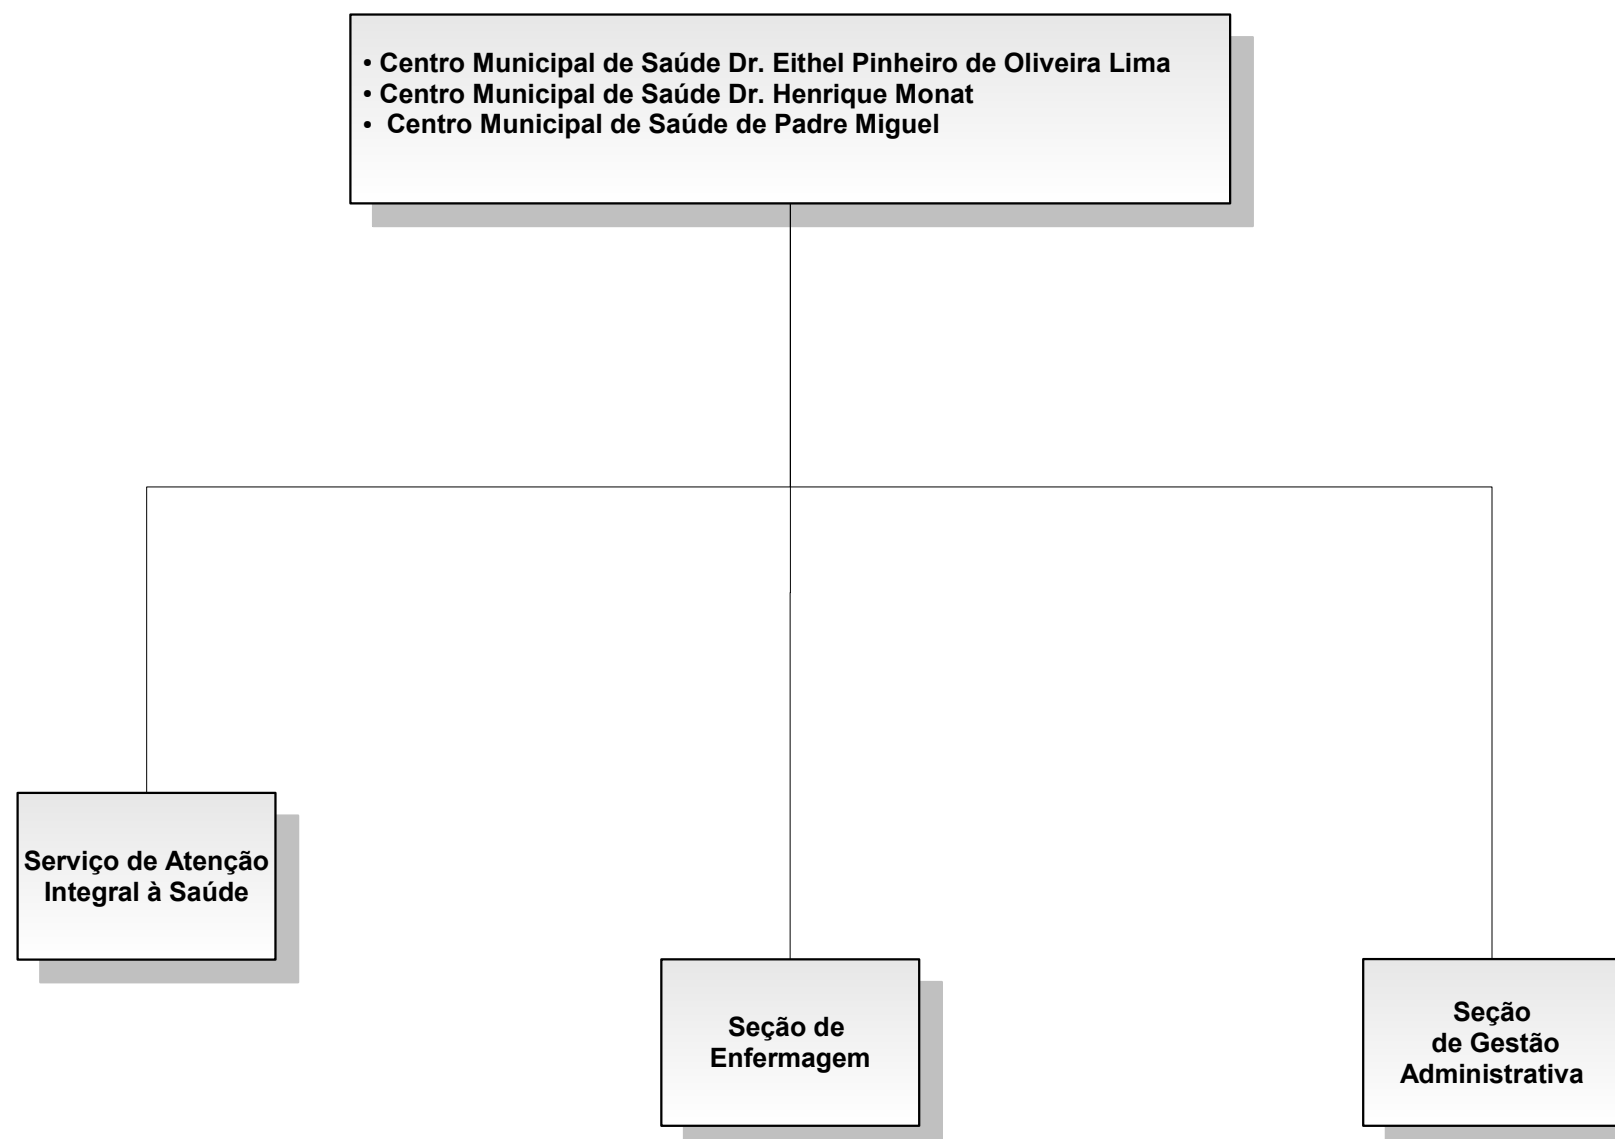 • Centro Municipal de Saúde Dr. Eithel Pinheiro de Oliveira Lima
• Centro Municipal de Saúde Dr. Henrique Monat
• Centro Municipal de Saúde de Padre Miguel
Serviço de Atenção
Integral à Saúde
Seção de
Enfermagem
Seção
de Gestão
Administrativa